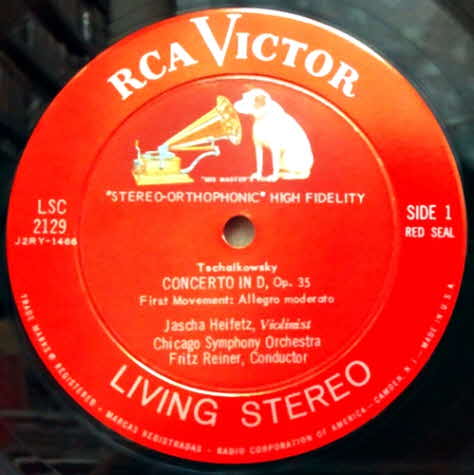 RCA VICTOR
"HIS MASTER'S VOICE"
"STEREO-ORTHOPHONIC" HIGH FIDELITY
LSC
2129
J2RY-1466
SIDE 1
RED SEAL
Tschaikowsky
CONCERTO IN D, Op. 35
First Movement: Allegro moderato
Jascha Heifetz, Violinist
Chicago Symphony Orchestra
Fritz Reiner, Conductor
LIVING STEREO
TRADE MARKS ® REGISTERED - MARCAS REGISTRADAS - RADIO CORPORATION OF AMERICA - CAMDEN, N.J. - MADE IN U.S.A.